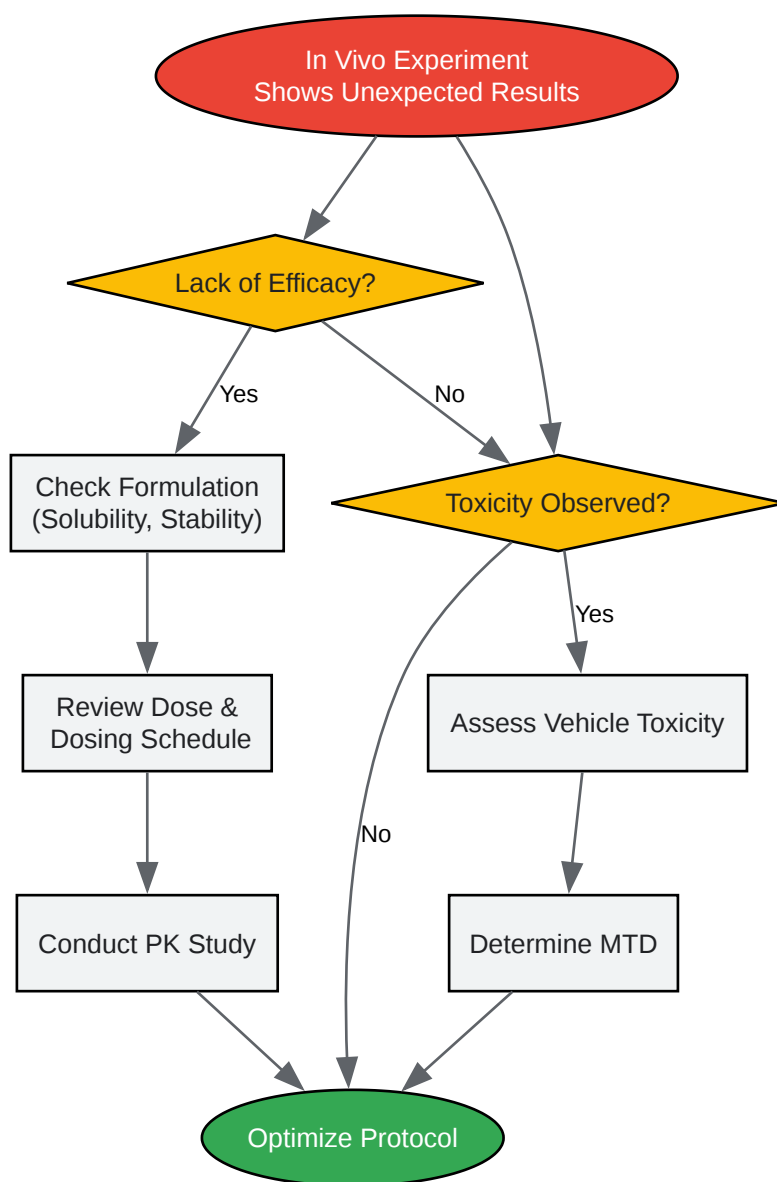 In Vivo Experiment
Shows Unexpected Results
Lack of Efficacy?
Yes
No
Check Formulation
(Solubility, Stability)
Toxicity Observed?
Yes
Review Dose &
Dosing Schedule
Assess Vehicle Toxicity
No
Conduct PK Study
Determine MTD
Optimize Protocol